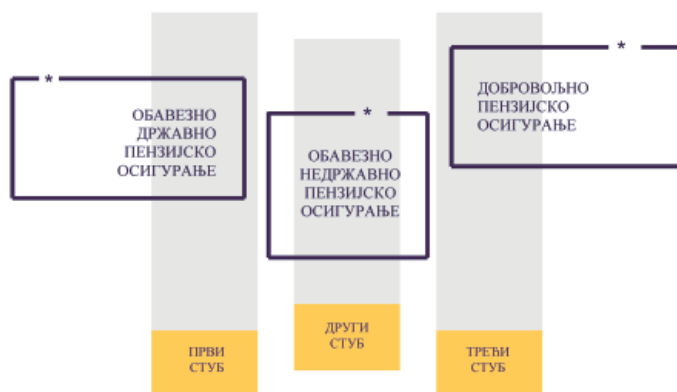 *
ОБАВЕЗНО
ДРЖАВНО
ПЕНЗИЈСКО
ОСИГУРАЊЕ
*
ОБАВЕЗНО
НЕДРЖАВНО
ПЕНЗИЈСКО
ОСИГУРАЊЕ
*
ДОБРОВОЉНО
ПЕНЗИЈСКО
ОСИГУРАЊЕ
ПРВИ
СТУБ
ДРУГИ
СТУБ
ТРЕЋИ
СТУБ